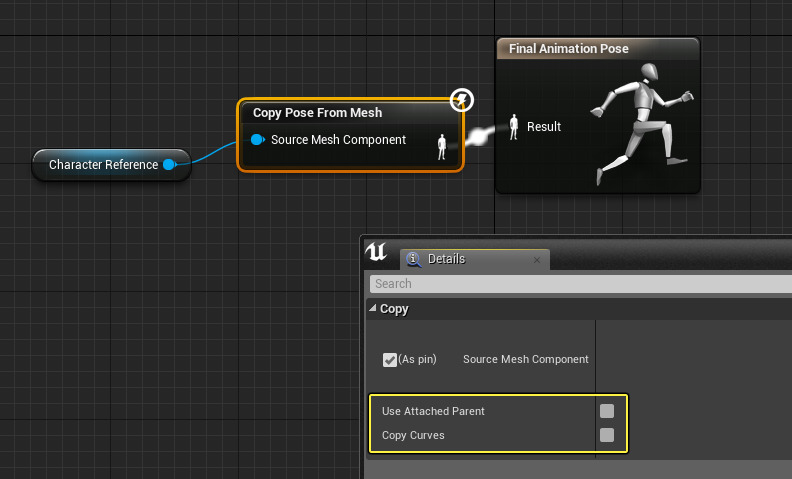 Final Animation Pose
Copy Pose From Mesh
Source Mesh Component
Result
Character Reference
Details
Search
Copy
(As pin) Source Mesh Component
Use Attached Parent
Copy Curves